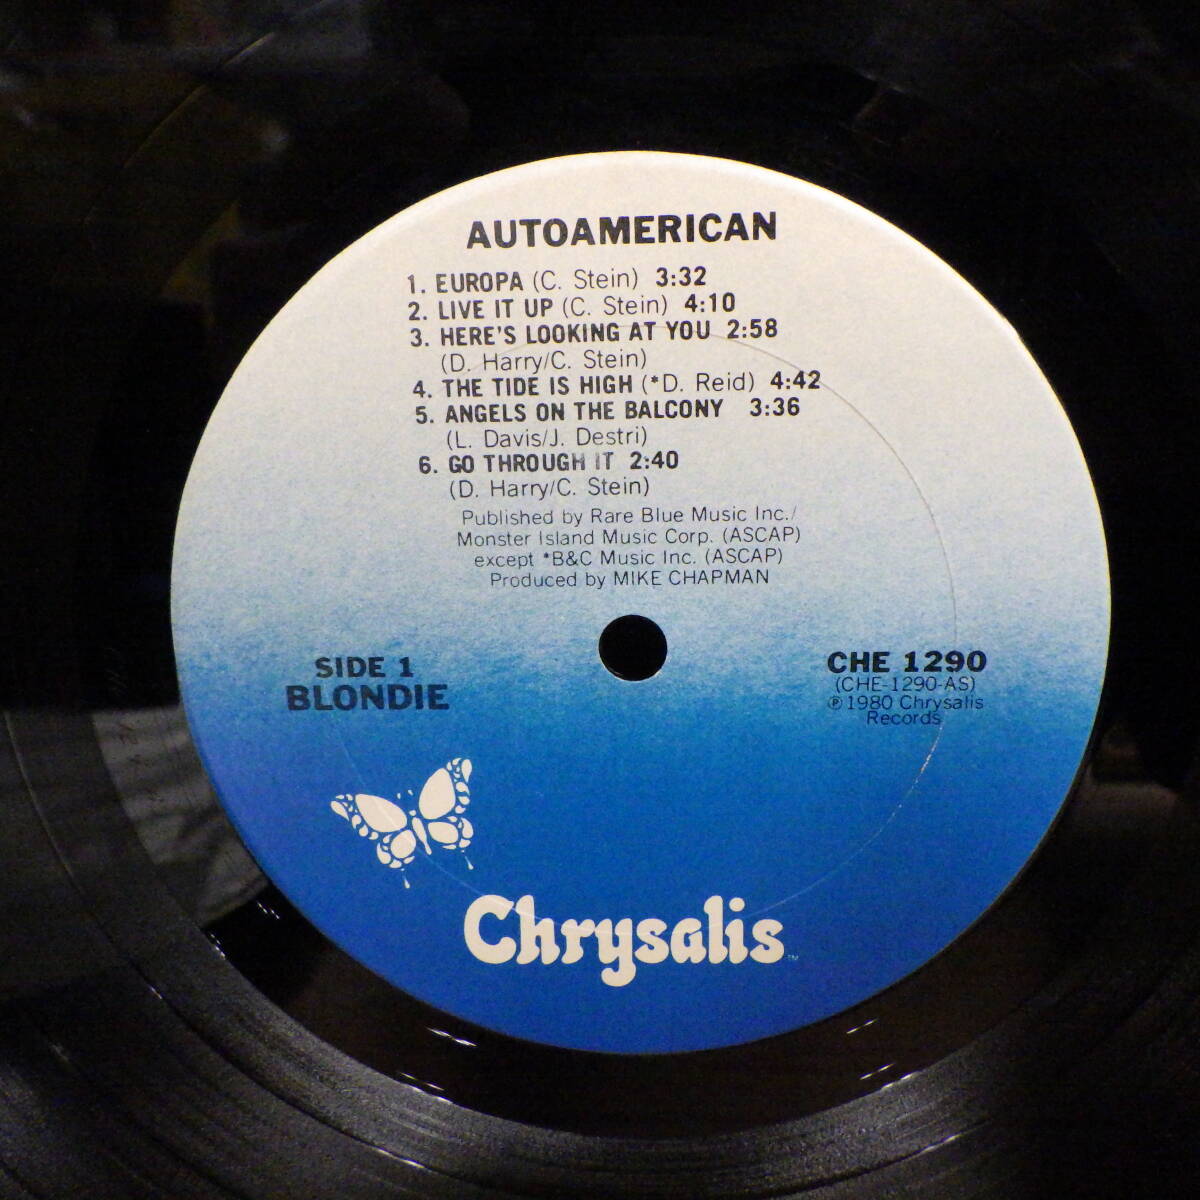 AUTOAMERICAN
1. EUROPA (C. Stein) 3:32
2. LIVE IT UP (C. Stein) 4:10
3. HERE'S LOOKING AT YOU 2:58
(D. Harry/C. Stein)
4. THE TIDE IS HIGH (*D. Reid) 4:42
5. ANGELS ON THE BALCONY 3:36
(L. Davis/J. Destri)
6. GO THROUGH IT 2:40
(D. Harry/C. Stein)
Published by Rare Blue Music Inc./
Monster Island Music Corp. (ASCAP)
except *B&C Music Inc. (ASCAP)
Produced by MIKE CHAPMAN
SIDE 1
BLONDIE
CHE 1290
(CHE-1290-AS)
℗ 1980 Chrysalis
Records
Chrysalis™